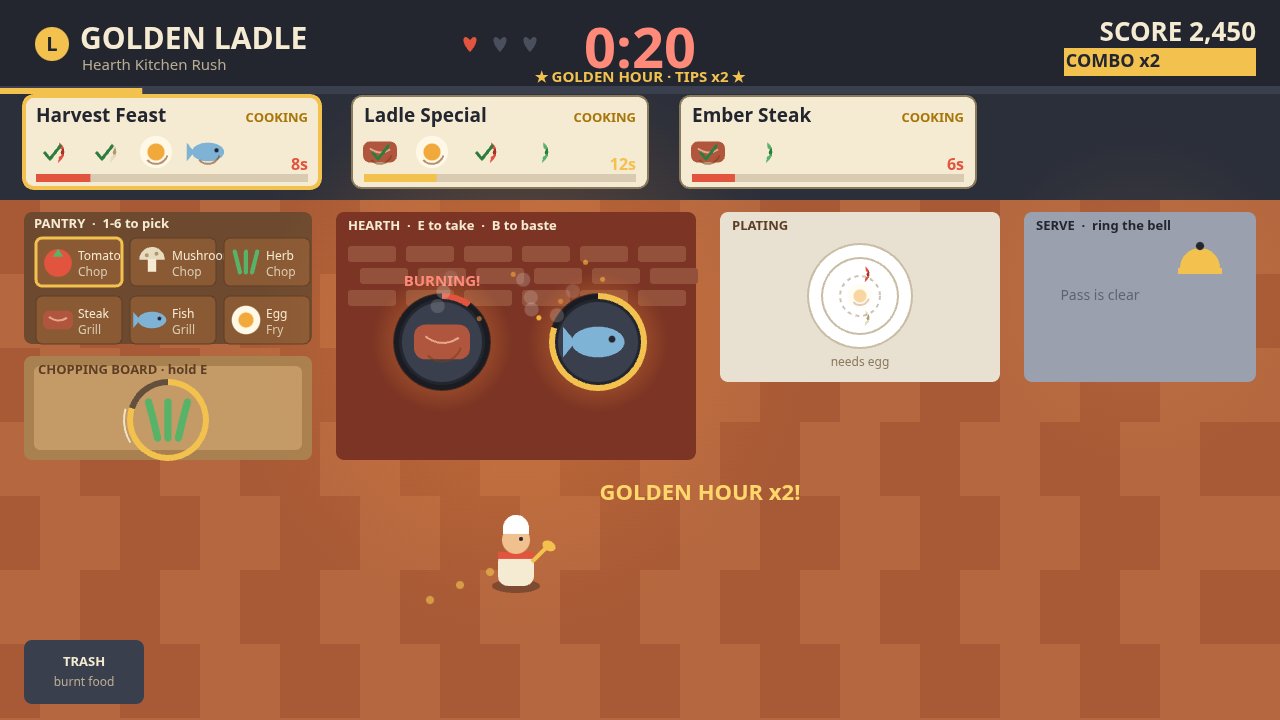 L
GOLDEN LADLE
Hearth Kitchen Rush
♥ ♥ ♥
0:20
★ GOLDEN HOUR · TIPS x2 ★
SCORE 2,450
COMBO x2
Harvest Feast
COOKING
8s
Ladle Special
COOKING
12s
Ember Steak
COOKING
6s
PANTRY · 1-6 to pick
Tomato
Chop
Mushroo
Chop
Herb
Chop
Steak
Grill
Fish
Grill
Egg
Fry
CHOPPING BOARD · hold E
HEARTH · E to take · B to baste
BURNING!
PLATING
needs egg
SERVE · ring the bell
Pass is clear
GOLDEN HOUR x2!
TRASH
burnt food